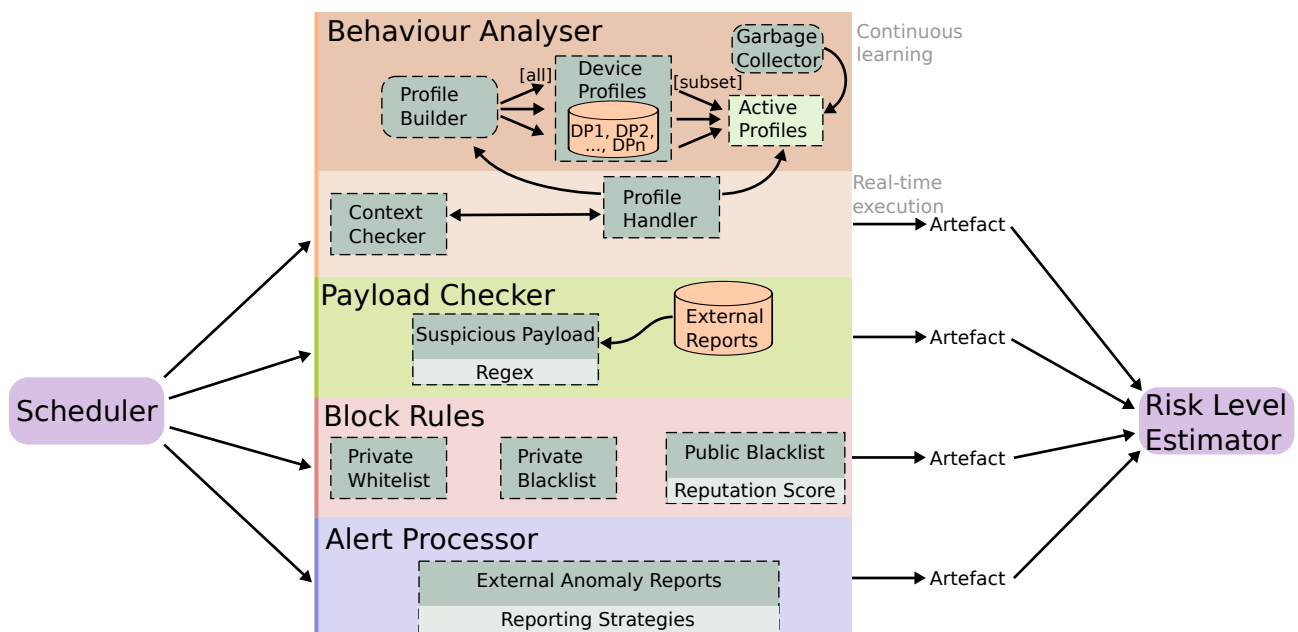 Behaviour Analyser
Garbage
Collector
Continuous
learning
[all]
Device
Profiles
[subset]
Profile
Builder
DP1, DP2,
..., DPn
Active
Profiles
Real-time
execution
Context
Checker
Profile
Handler
Artefact
Payload Checker
Suspicious Payload
Regex
External
Reports
Artefact
Scheduler
Block Rules
Private
Whitelist
Private
Blacklist
Public Blacklist
Reputation Score
Artefact
Risk Level
Estimator
Alert Processor
External Anomaly Reports
Reporting Strategies
Artefact